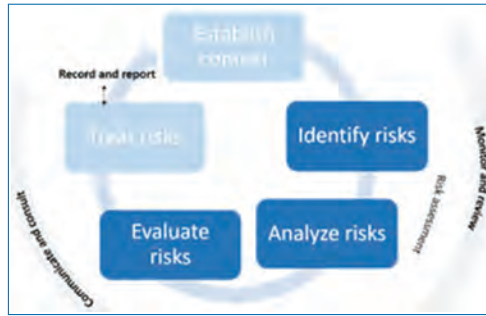 Establish
context
Record and report
Treat risks
Identify risks
Evaluate
risks
Analyze risks
Risk assessment
Monitor and review
Communicate and consult